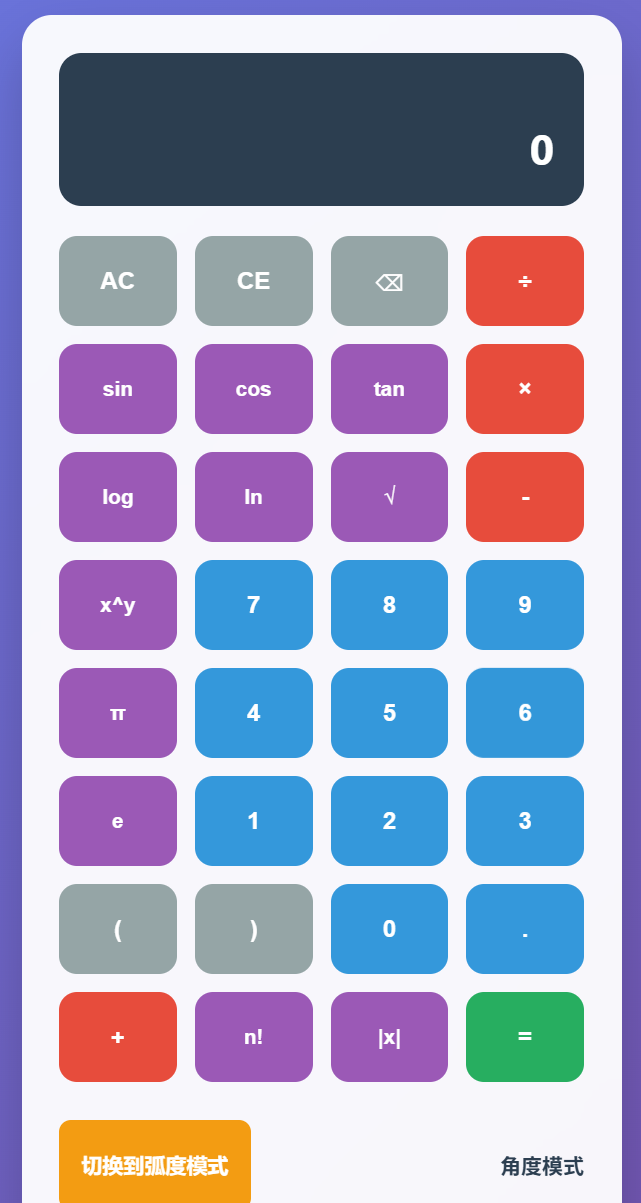 0
AC CE ⌫ ÷
sin cos tan ×
log ln √ -
x^y 7 8 9
π 4 5 6
e 1 2 3
( ) 0 .
+ n! |x| =
切换到弧度模式 角度模式